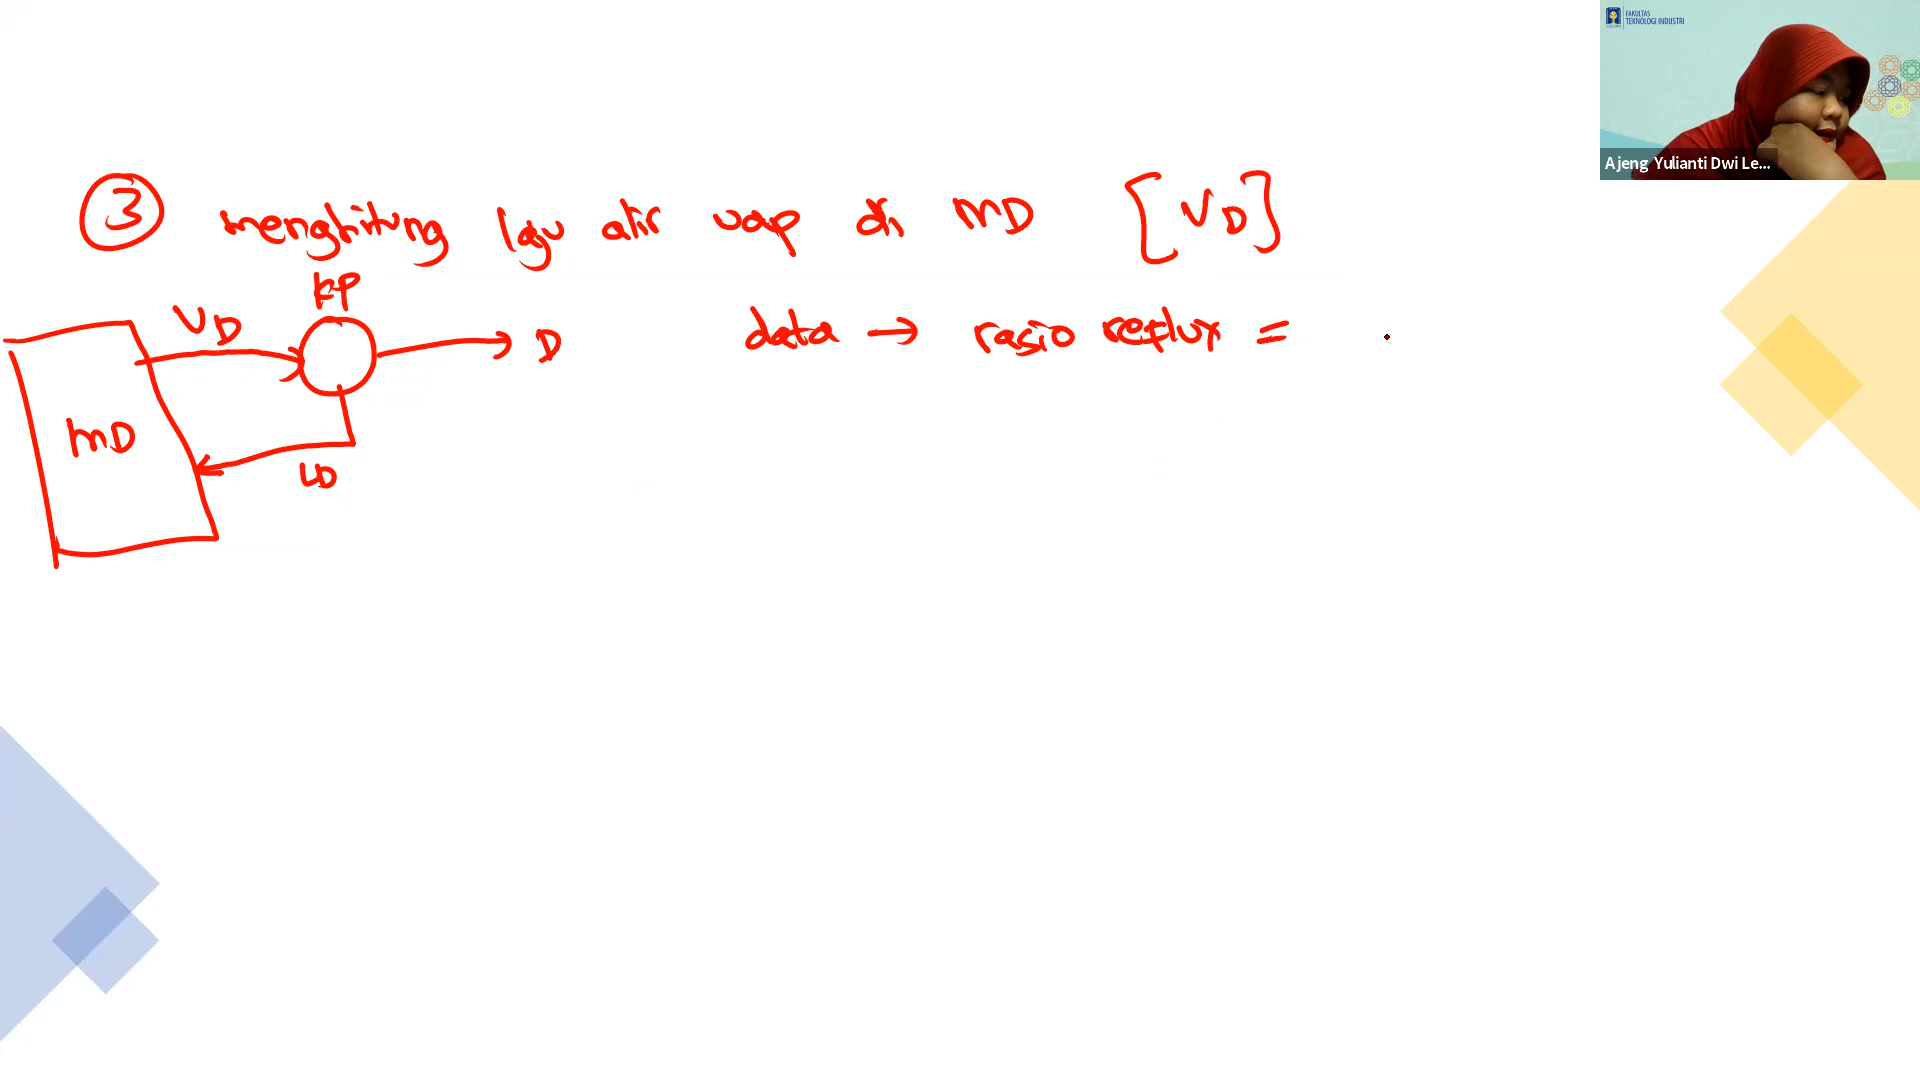 FAKULTAS
TEKNOLOGI INDUSTRI
Ajeng Yulianti Dwi Le...
3 menghitung laju alir uap di MD [VD]
KP
VD
D
data → rasio reflux =
MD
LD